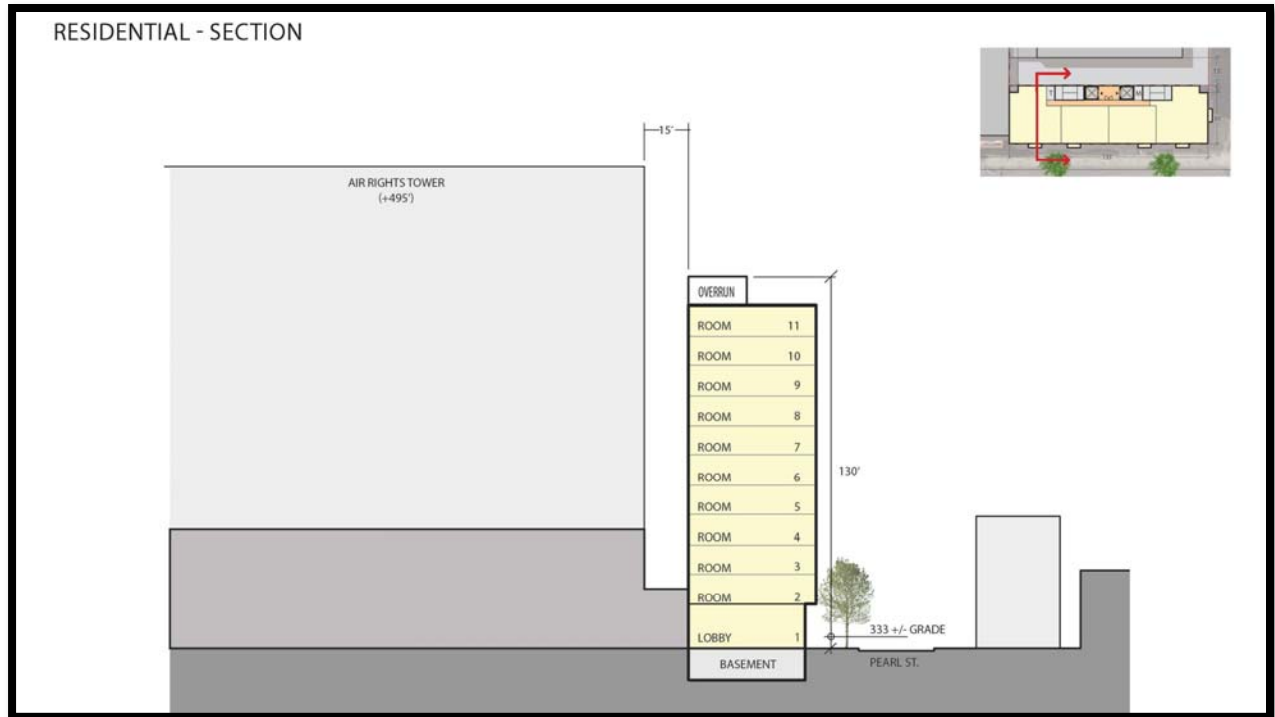 RESIDENTIAL - SECTION
15'
AIR RIGHTS TOWER
(+495')
OVERRUN
ROOM 11
ROOM 10
ROOM 9
ROOM 8
ROOM 7
130'
ROOM 6
ROOM 5
ROOM 4
ROOM 3
ROOM 2
333 +/- GRADE
LOBBY 1
BASEMENT
PEARL ST.